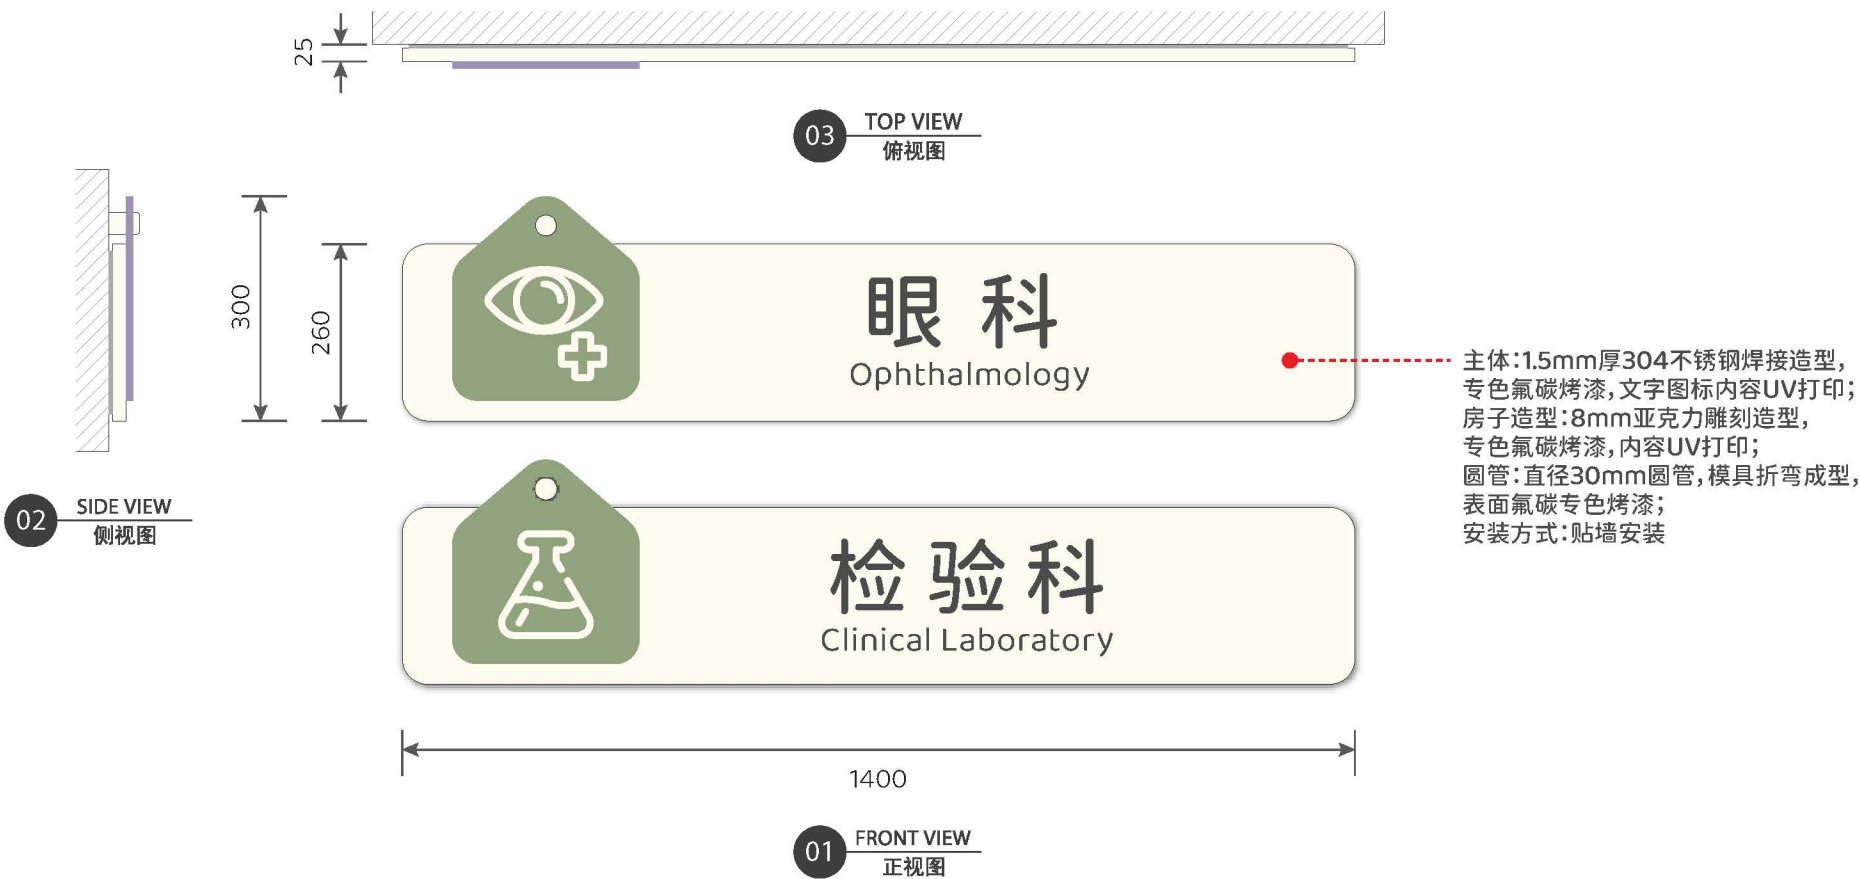 25
03
TOP VIEW
俯视图
300
260
眼科
Ophthalmology
主体:1.5mm厚304不锈钢焊接造型,
专色氟碳烤漆,文字图标内容UV打印;
房子造型:8mm亚克力雕刻造型,
专色氟碳烤漆,内容UV打印;
圆管:直径30mm圆管,模具折弯成型,
表面氟碳专色烤漆;
安装方式:贴墙安装
02
SIDE VIEW
侧视图
检验科
Clinical Laboratory
1400
01
FRONT VIEW
正视图